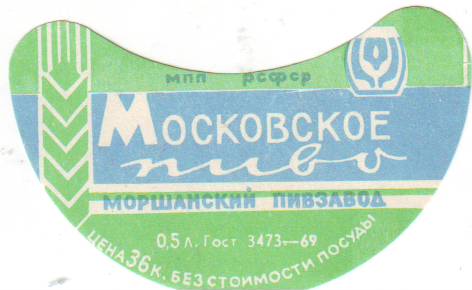 МПП РСФСР
МОСКОВСКОЕ
пиво
МОРШАНСКИЙ ПИВЗАВОД
0,5 Л. Гост 3473—69
ЦЕНА 36 К. БЕЗ СТОИМОСТИ ПОСУДЫ